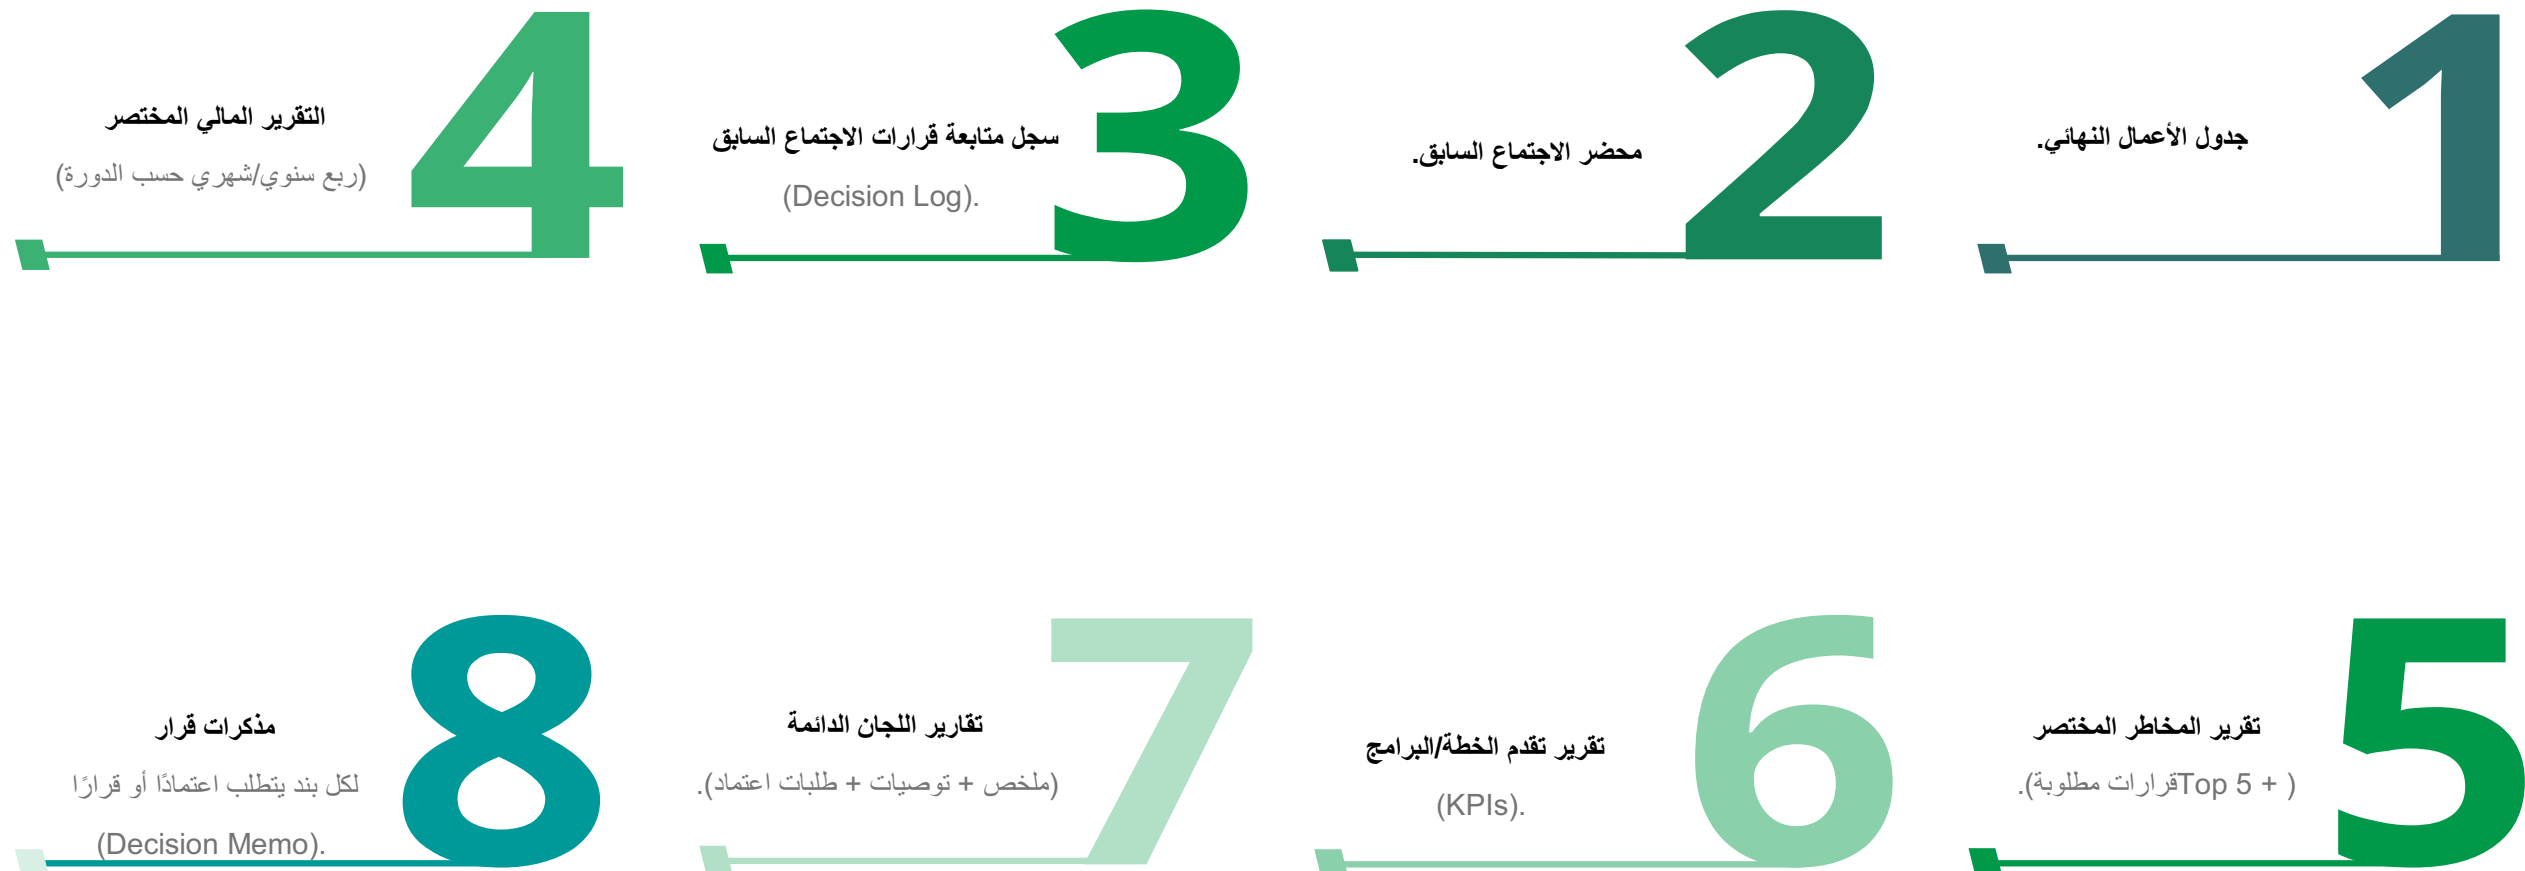 1
جدول الأعمال النهائي.
2
محضر الاجتماع السابق.
3
سجل متابعة قرارات الاجتماع السابق
(Decision Log).
4
التقرير المالي المختصر
(ربع سنوي/شهري حسب الدورة)
5
تقرير المخاطر المختصر
( + Top 5قرارات مطلوبة).
6
تقرير تقدم الخطة/البرامج
(KPIs).
7
تقارير اللجان الدائمة
(ملخص + توصيات + طلبات اعتماد).
8
مذكرات قرار
لكل بند يتطلب اعتمادًا أو قرارًا
(Decision Memo).